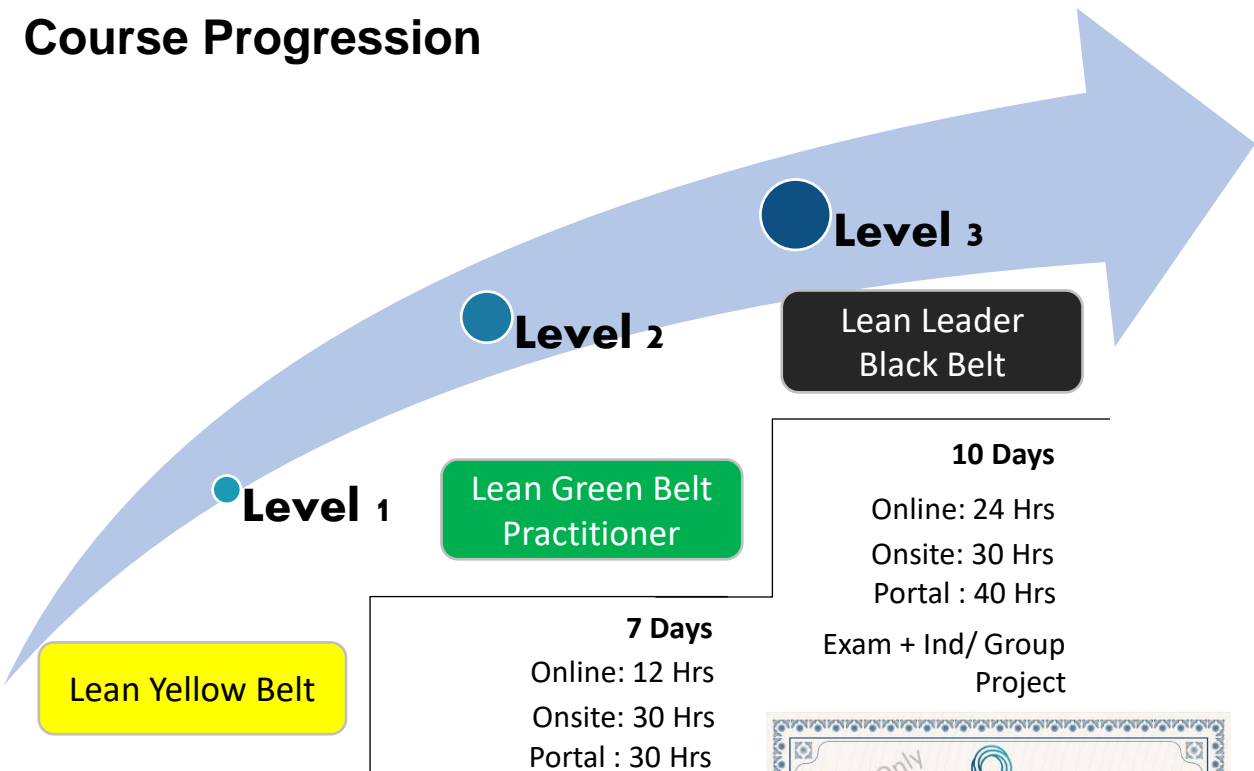 Course Progression
Level 3
Level 2
Lean Leader
Black Belt
10 Days
Online: 24 Hrs
Onsite: 30 Hrs
Portal : 40 Hrs
Exam + Ind/ Group
Project
Level 1
Lean Green Belt
Practitioner
7 Days
Online: 12 Hrs
Onsite: 30 Hrs
Portal : 30 Hrs
Lean Yellow Belt
only